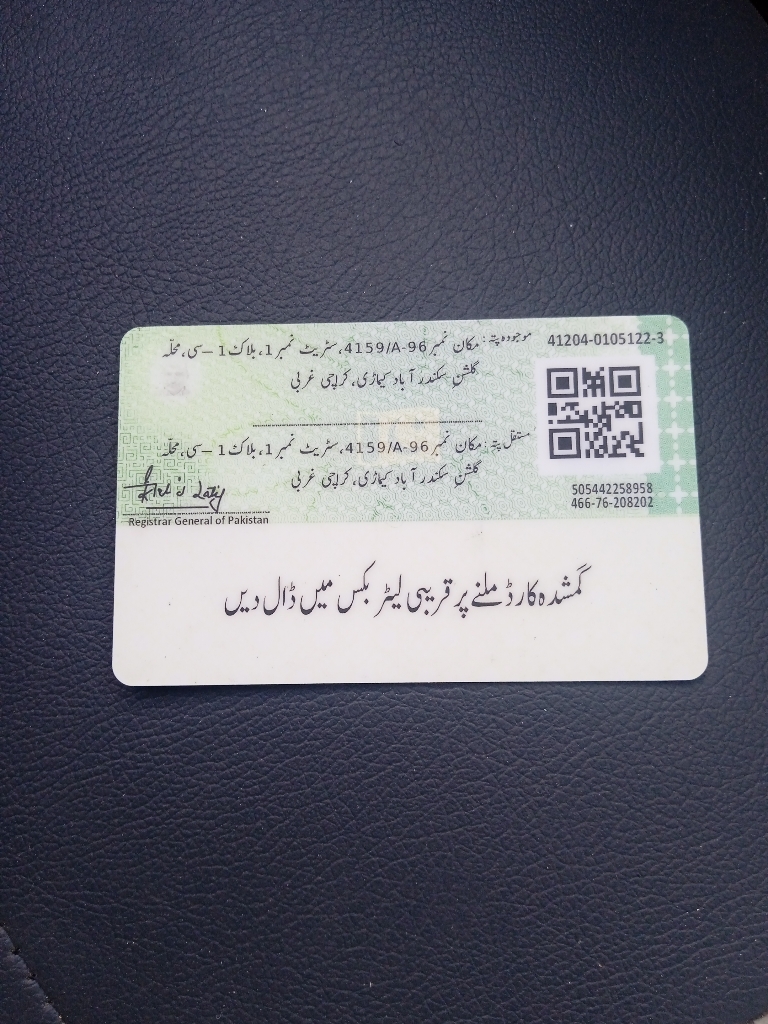 41204-0105122-3
موجودہ پتہ: مکان نمبر 4159/A-96، سٹریٹ نمبر 1، بلاک 1 –سی، محلّہ
گلشنِ سکندر آباد کیماڑی، کراچی غربی
مستقل پتہ: مکان نمبر 4159/A-96، سٹریٹ نمبر 1، بلاک 1 –سی، محلّہ
گلشنِ سکندر آباد کیماڑی، کراچی غربی
505442258958
466-76-208202
Registrar General of Pakistan
گمشدہ کارڈ ملنے پر قریبی لیٹر بکس میں ڈال دیں